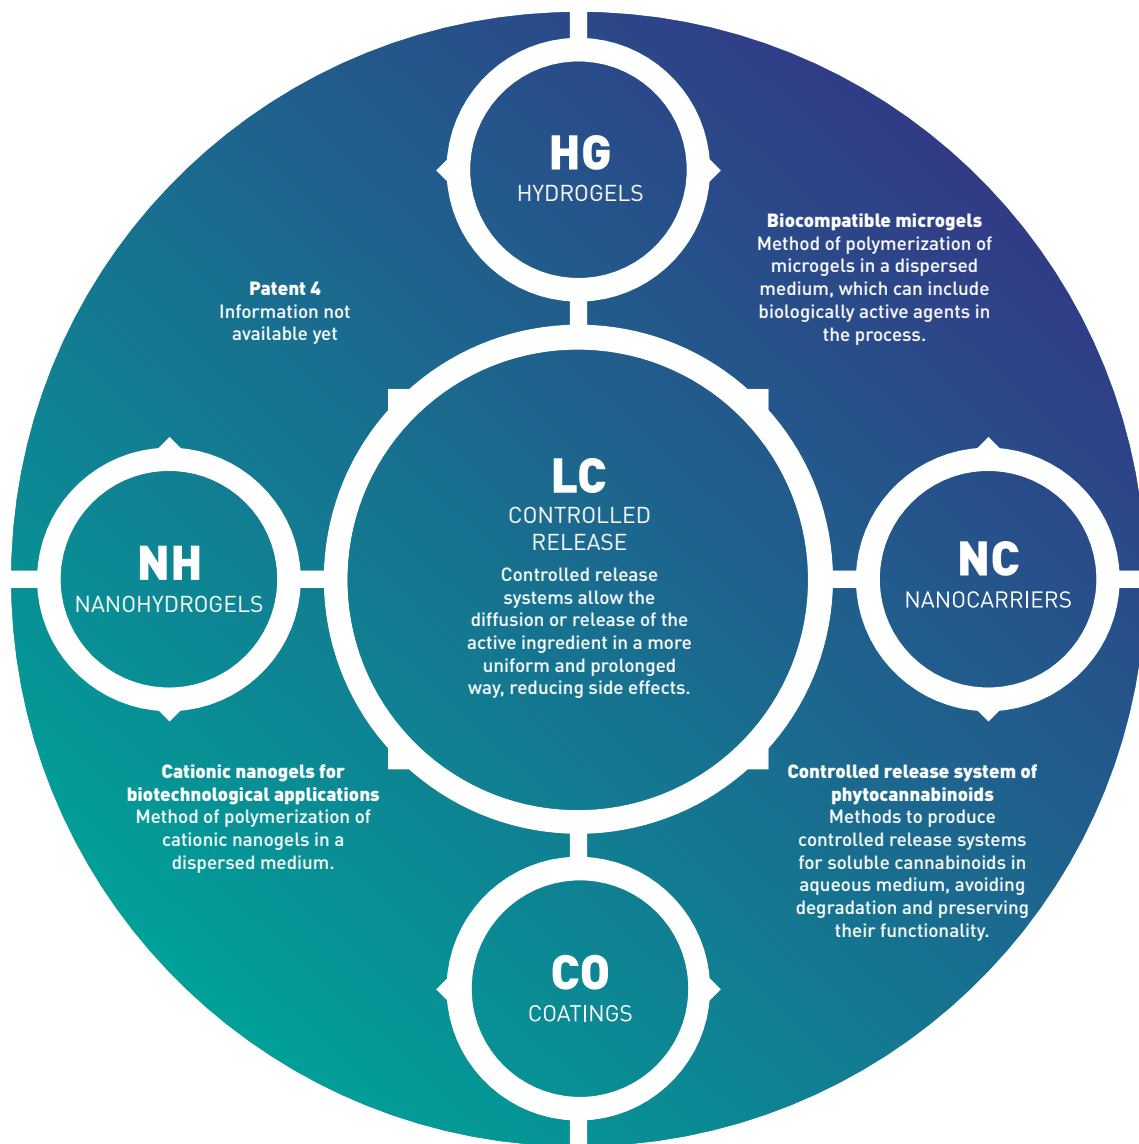 HG
HYDROGELS
Patent 4
Information not
available yet
Biocompatible microgels
Method of polymerization of
microgels in a dispersed
medium, which can include
biologically active agents in
the process.
LC
CONTROLLED
RELEASE
Controlled release
systems allow the
diffusion or release of the
active ingredient in a more
uniform and prolonged
way, reducing side effects.
NH
NANOHYDROGELS
NC
NANOCARRIERS
Cationic nanogels for
biotechnological applications
Method of polymerization of
cationic nanogels in a
dispersed medium.
Controlled release system of
phytocannabinoids
Methods to produce
controlled release systems
for soluble cannabinoids in
aqueous medium, avoiding
degradation and preserving
their functionality.
CO
COATINGS